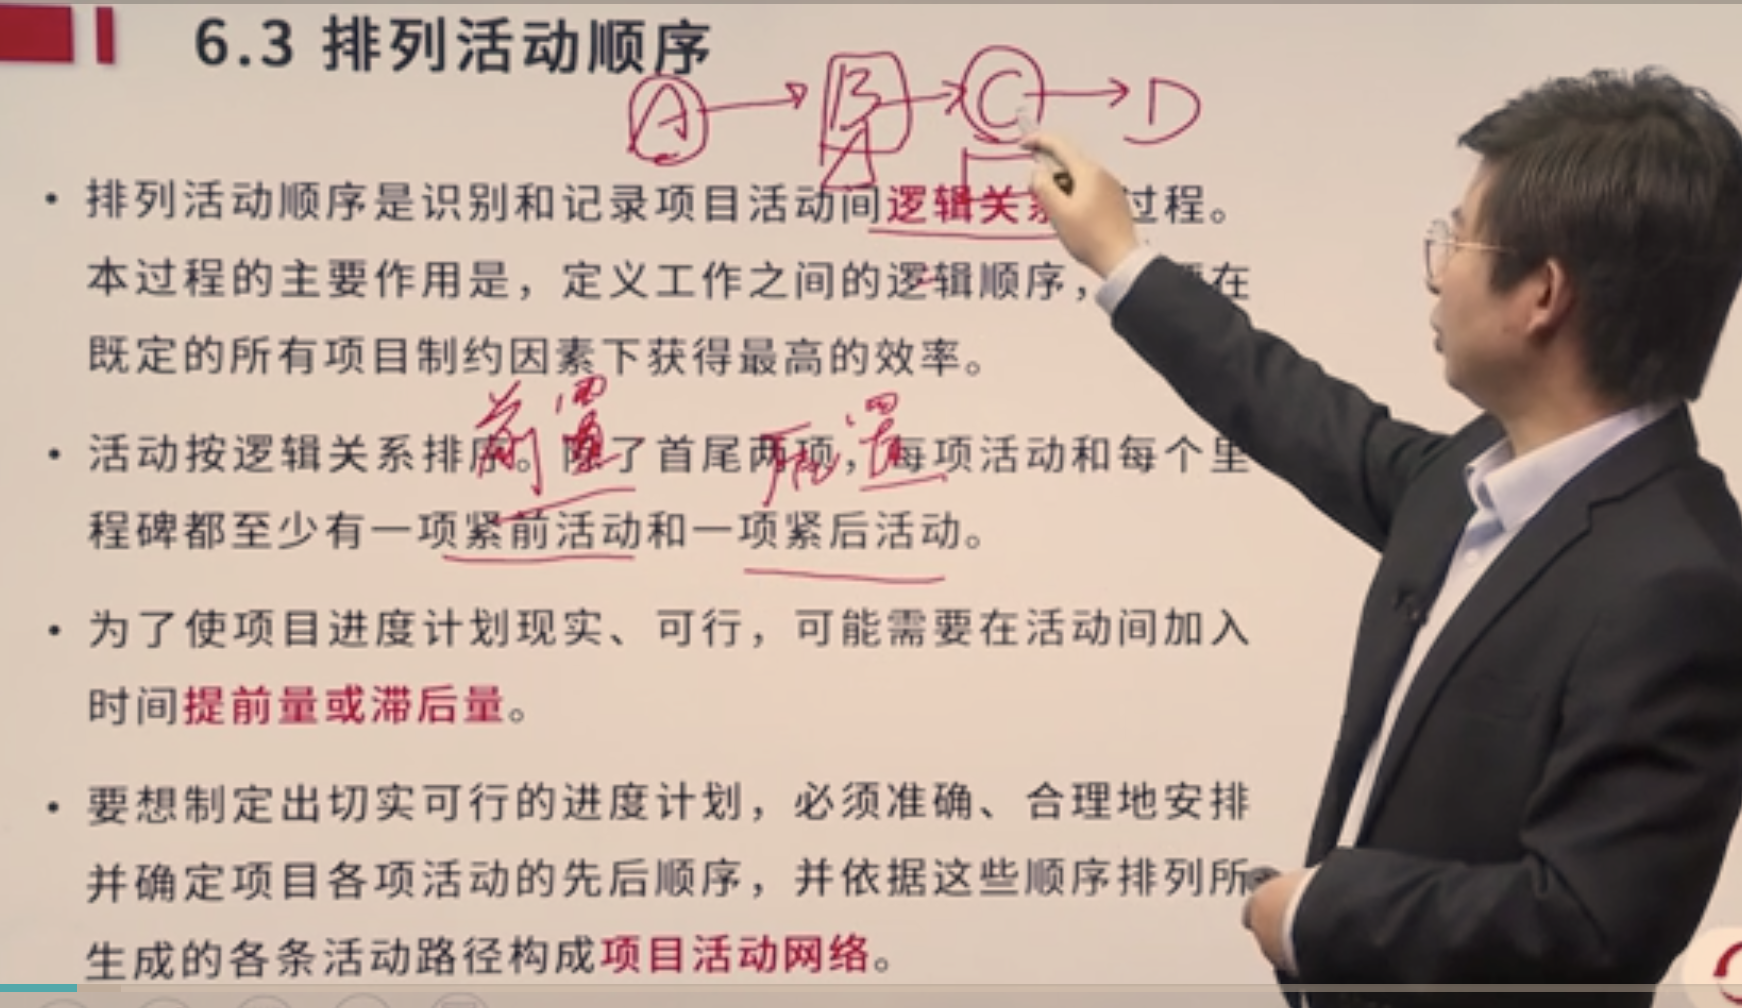 6.3 排列活动顺序
A → B → C → D
• 排列活动顺序是识别和记录项目活动间逻辑关系 过程。
本过程的主要作用是，定义工作之间的逻辑顺序， 在
既定的所有项目制约因素下获得最高的效率。
前置 后置
• 活动按逻辑关系排序。除了首尾两项，每项活动和每个里
程碑都至少有一项紧前活动和一项紧后活动。
• 为了使项目进度计划现实、可行，可能需要在活动间加入
时间提前量或滞后量。
• 要想制定出切实可行的进度计划，必须准确、合理地安排
并确定项目各项活动的先后顺序，并依据这些顺序排列所
生成的各条活动路径构成项目活动网络。